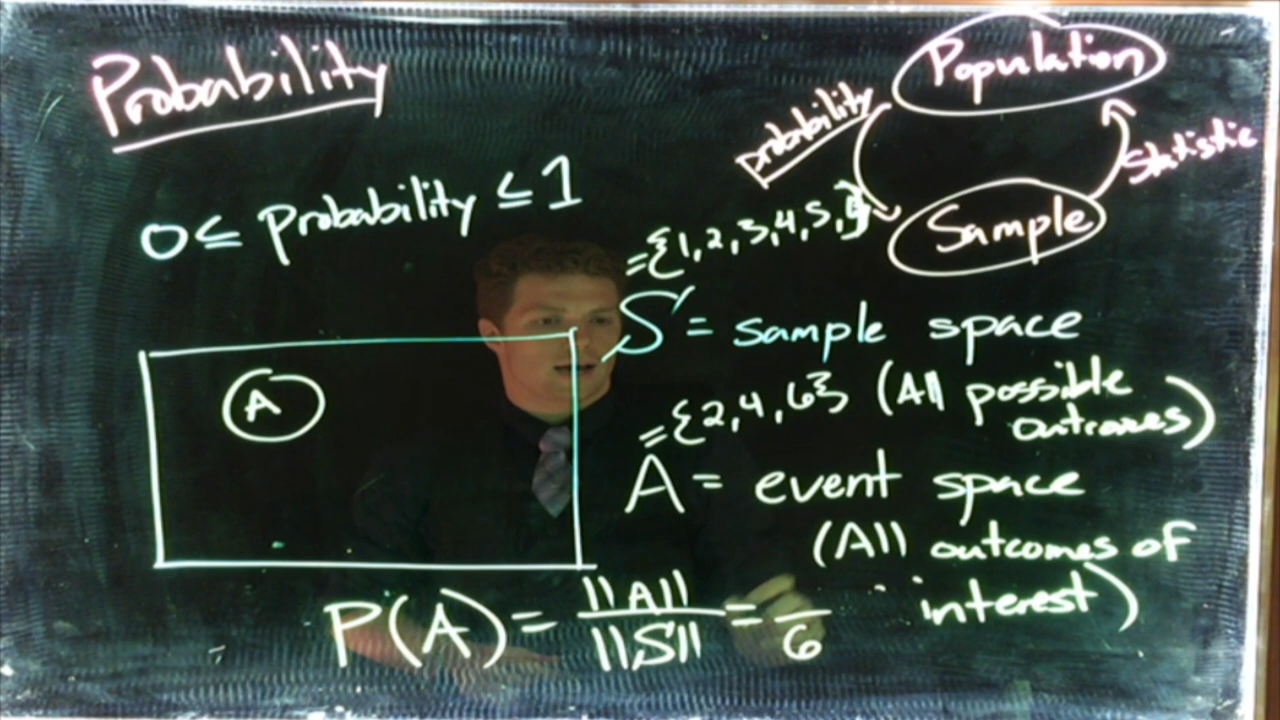 Probability
Population
probability
Statistic
Sample
0 ≤ probability ≤ 1
={1,2,3,4,5,
S = sample space
={2,4,6} (All possible
outcomes)
A
A = event space
(All outcomes of
interest)
P(A) = ||A|| / ||S|| = / 6